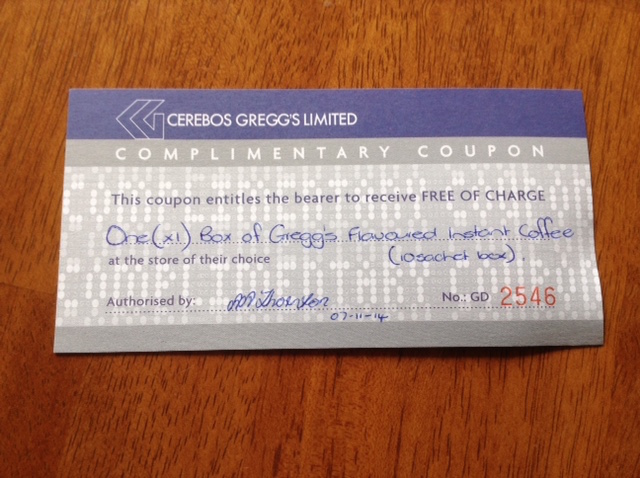 CEREBOS GREGG'S LIMITED
COMPLIMENTARY COUPON
This coupon entitles the bearer to receive FREE OF CHARGE
One (x1) Box of Gregg's Flavoured Instant Coffee
at the store of their choice (10 sachet box).
Authorised by: No.: GD 2546
07-11-14